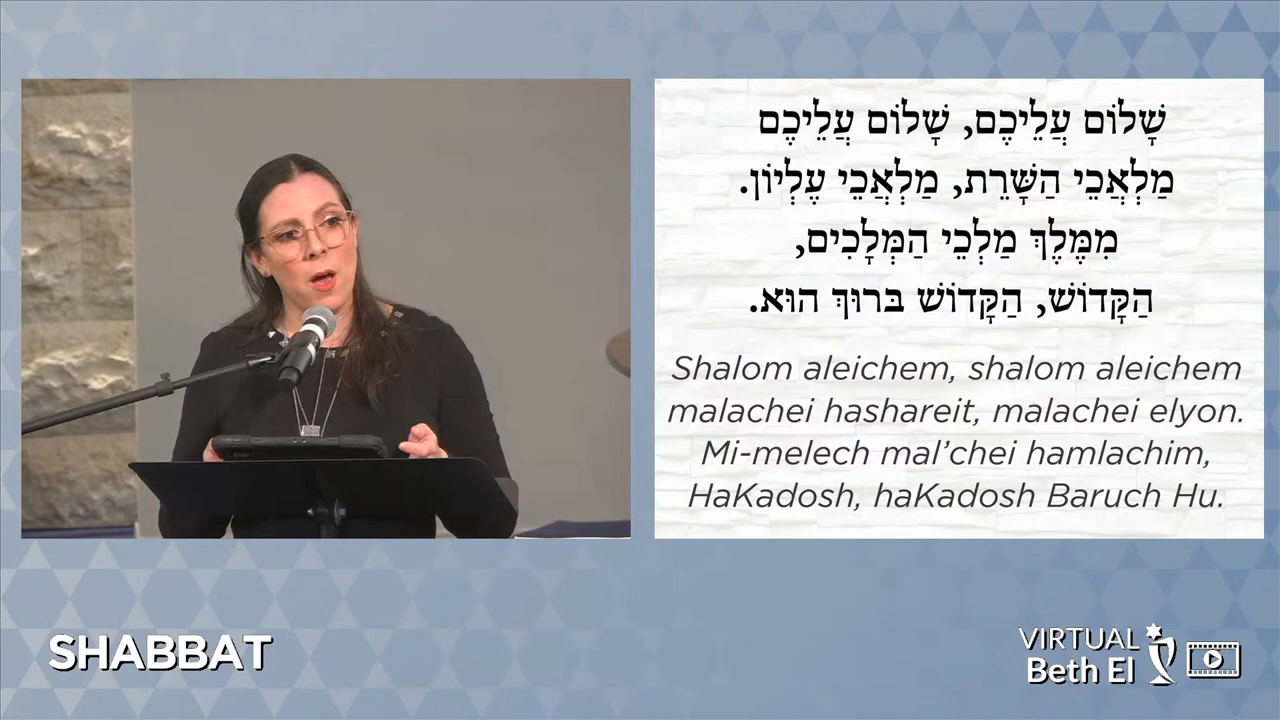 שָׁלוֹם עֲלֵיכֶם, שָׁלוֹם עֲלֵיכֶם
מַלְאֲכֵי הַשָּׁרֵת, מַלְאֲכֵי עֶלְיוֹן.
מִמֶּלֶךְ מַלְכֵי הַמְּלָכִים,
הַקָּדוֹשׁ, הַקָּדוֹשׁ בּרוּךְ הוּא.
Shalom aleichem, shalom aleichem
malachei hashareit, malachei elyon.
Mi-melech mal’chei hamlachim,
HaKadosh, haKadosh Baruch Hu.
SHABBAT
VIRTUAL
Beth El